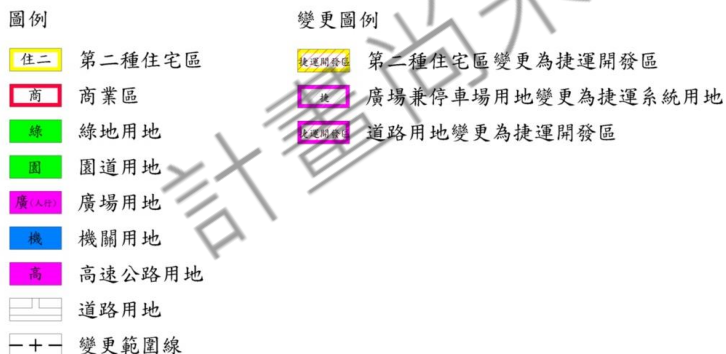 圖例
住二 第二種住宅區
商 商業區
綠 綠地用地
園 園道用地
廣(人行) 廣場用地
機 機關用地
高 高速公路用地
道路用地
變更範圍線
變更圖例
捷運開發區 第二種住宅區變更為捷運開發區
捷 廣場兼停車場用地變更為捷運系統用地
捷運開發區 道路用地變更為捷運開發區
計畫尚未